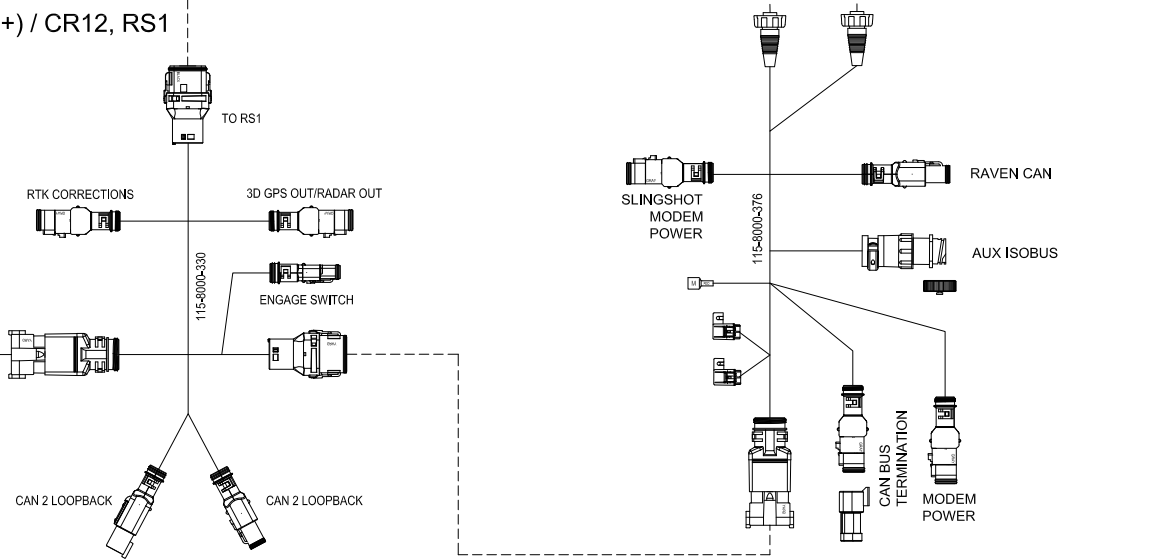 +) / CR12, RS1
TO RS1
RTK CORRECTIONS
3D GPS OUT/RADAR OUT
115-8000-330
ENGAGE SWITCH
CAN 2 LOOPBACK
CAN 2 LOOPBACK
SLINGSHOT
MODEM
POWER
115-8000-376
RAVEN CAN
AUX ISOBUS
M
CAN BUS
TERMINATION
MODEM
POWER